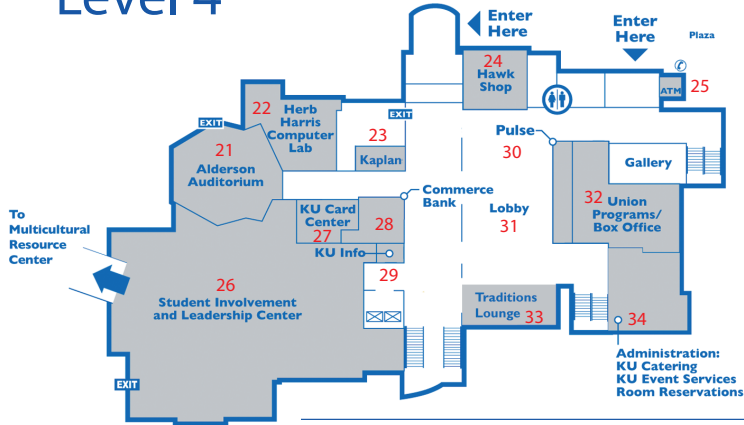 Level 4
Enter
Here
Enter
Here
Plaza
24
Hawk
Shop
ATM
25
22
Herb
Harris
Computer
Lab
EXIT
EXIT
23
Kaplan
21
Alderson
Auditorium
Pulse
30
Gallery
32
Union
Programs/
Box Office
Commerce
Bank
Lobby
31
KU Card
Center
27
28
KU Info
29
To
Multicultural
Resource
Center
26
Student Involvement
and Leadership Center
Traditions
Lounge 33
34
Administration:
KU Catering
KU Event Services
Room Reservations
EXIT